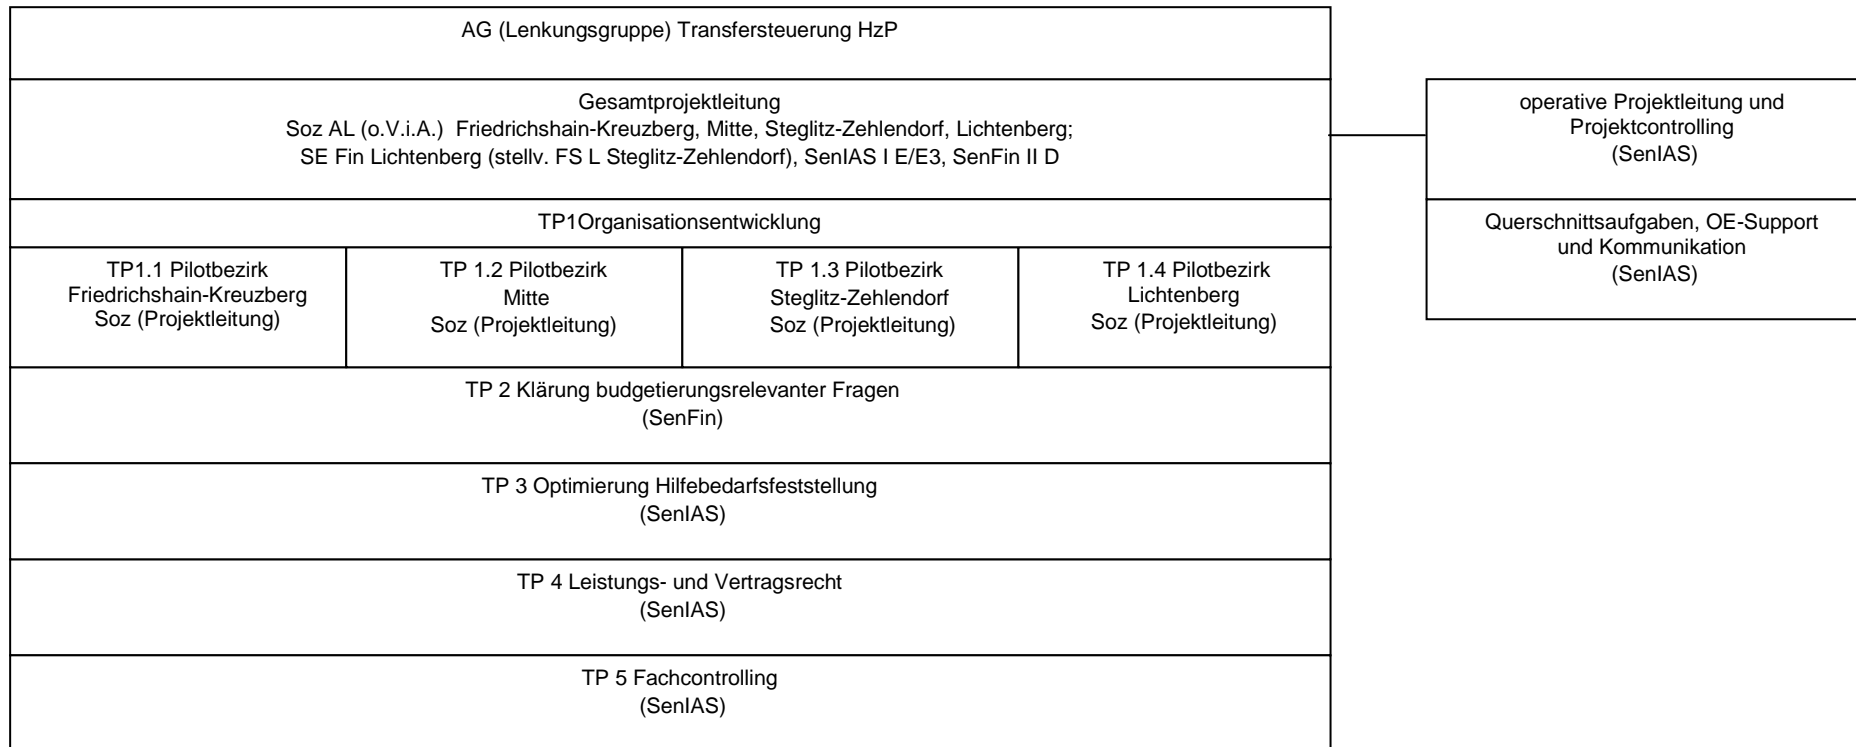 AG (Lenkungsgruppe) Transfersteuerung HzP
Gesamtprojektleitung
Soz AL (o.V.i.A.) Friedrichshain-Kreuzberg, Mitte, Steglitz-Zehlendorf, Lichtenberg;
SE Fin Lichtenberg (stellv. FS L Steglitz-Zehlendorf), SenIAS I E/E3, SenFin II D
operative Projektleitung und
Projektcontrolling
(SenIAS)
Querschnittsaufgaben, OE-Support
und Kommunikation
(SenIAS)
TP1Organisationsentwicklung
TP1.1 Pilotbezirk
Friedrichshain-Kreuzberg
Soz (Projektleitung)
TP 1.2 Pilotbezirk
Mitte
Soz (Projektleitung)
TP 1.3 Pilotbezirk
Steglitz-Zehlendorf
Soz (Projektleitung)
TP 1.4 Pilotbezirk
Lichtenberg
Soz (Projektleitung)
TP 2 Klärung budgetierungsrelevanter Fragen
(SenFin)
TP 3 Optimierung Hilfebedarfsfeststellung
(SenIAS)
TP 4 Leistungs- und Vertragsrecht
(SenIAS)
TP 5 Fachcontrolling
(SenIAS)